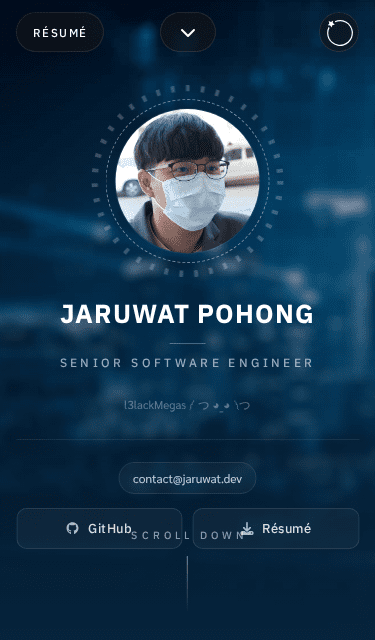 RÉSUMÉ
JARUWAT POHONG
SENIOR SOFTWARE ENGINEER
l3lackMegas / つ ◕_◕ \つ
contact@jaruwat.dev
GitHub
Résumé
SCROLL DOWN